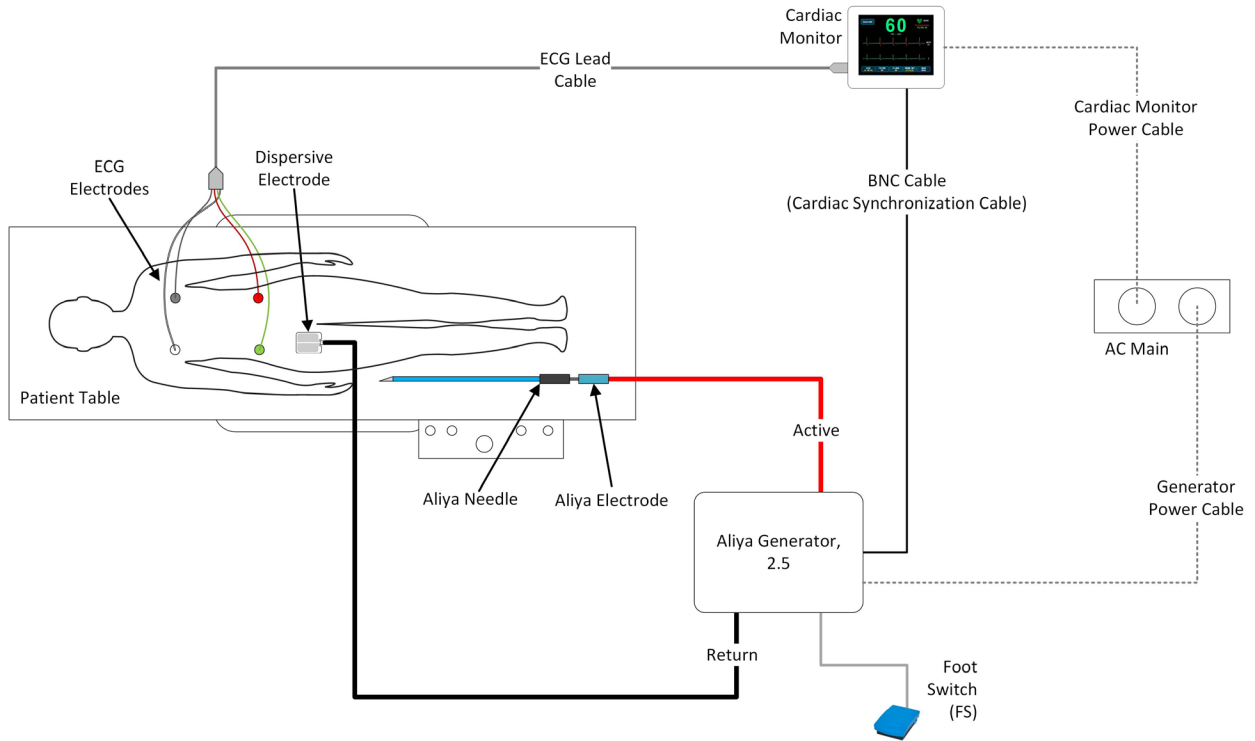 Cardiac
Monitor
60
ECG Lead
Cable
Cardiac Monitor
Power Cable
ECG
Electrodes
Dispersive
Electrode
BNC Cable
(Cardiac Synchronization Cable)
AC Main
Patient Table
Active
Aliya Needle
Aliya Electrode
Generator
Power Cable
Aliya Generator,
2.5
Return
Foot
Switch
(FS)